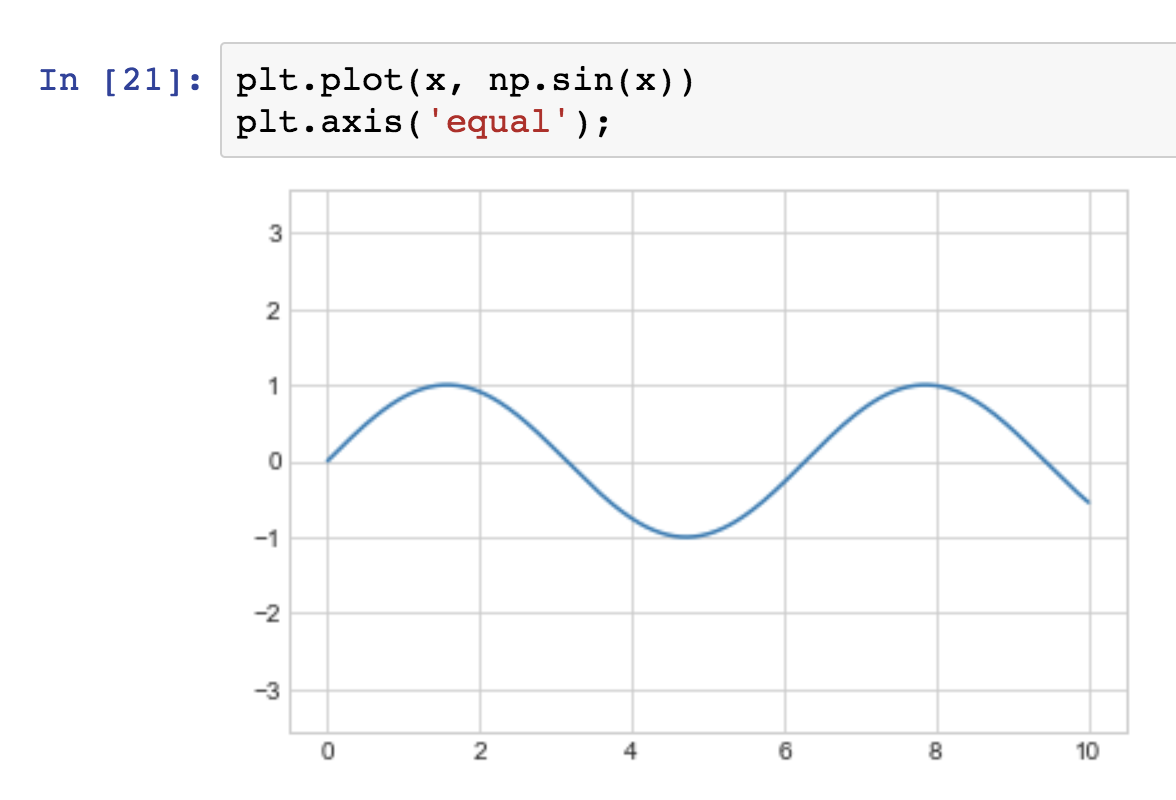 In [21]: plt.plot(x, np.sin(x))
plt.axis('equal');
3
2
1
0
−1
−2
−3
0 2 4 6 8 10